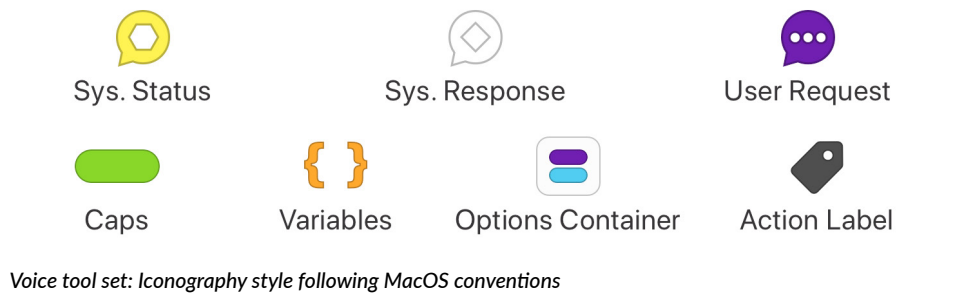 Sys. Status
Sys. Response
User Request
Caps
Variables
Options Container
Action Label
Voice tool set: Iconography style following MacOS conventions